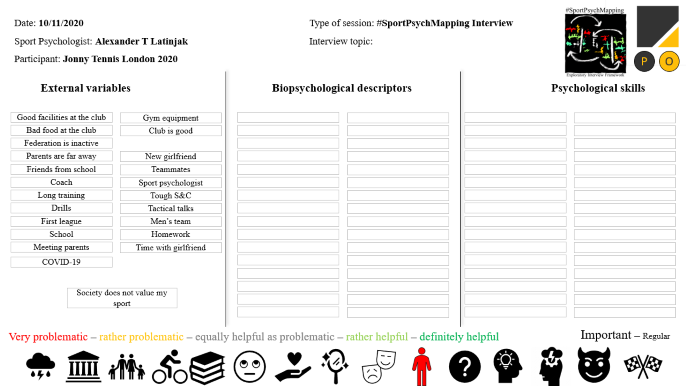 Date: 10/11/2020
Type of session: #SportPsychMapping Interview
#SportPsychMapping
Sport Psychologist: Alexander T Latinjak
Interview topic:
Participant: Jonny Tennis London 2020
P O
Exploratory Interview Framework
External variables
Biopsychological descriptors
Psychological skills
Good facilities at the club
Gym equipment
Bad food at the club
Club is good
Federation is inactive
Parents are far away
New girlfriend
Friends from school
Teammates
Coach
Sport psychologist
Long training
Tough S&C
Drills
Tactical talks
First league
Men's team
School
Homework
Meeting parents
Time with girlfriend
COVID-19
Society does not value my
sport
Very problematic – rather problematic – equally helpful as problematic – rather helpful – definitely helpful
Important – Regular